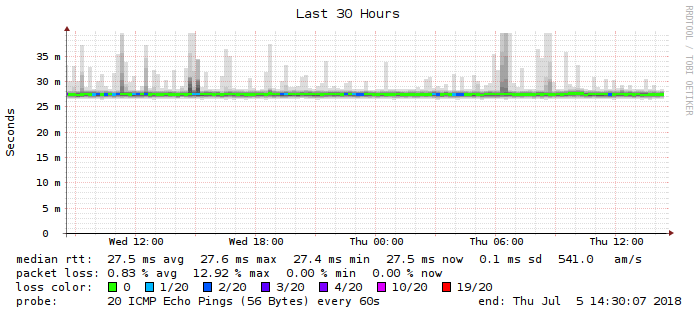 Last 30 Hours
RRDTOOL / TOBI OETIKER
Seconds
35 m
30 m
25 m
20 m
15 m
10 m
5 m
0
Wed 12:00 Wed 18:00 Thu 00:00 Thu 06:00 Thu 12:00
median rtt: 27.5 ms avg 27.6 ms max 27.4 ms min 27.5 ms now 0.1 ms sd 541.0 am/s
packet loss: 0.83 % avg 12.92 % max 0.00 % min 0.00 % now
loss color: 0 1/20 2/20 3/20 4/20 10/20 19/20
probe: 20 ICMP Echo Pings (56 Bytes) every 60s end: Thu Jul 5 14:30:07 2018